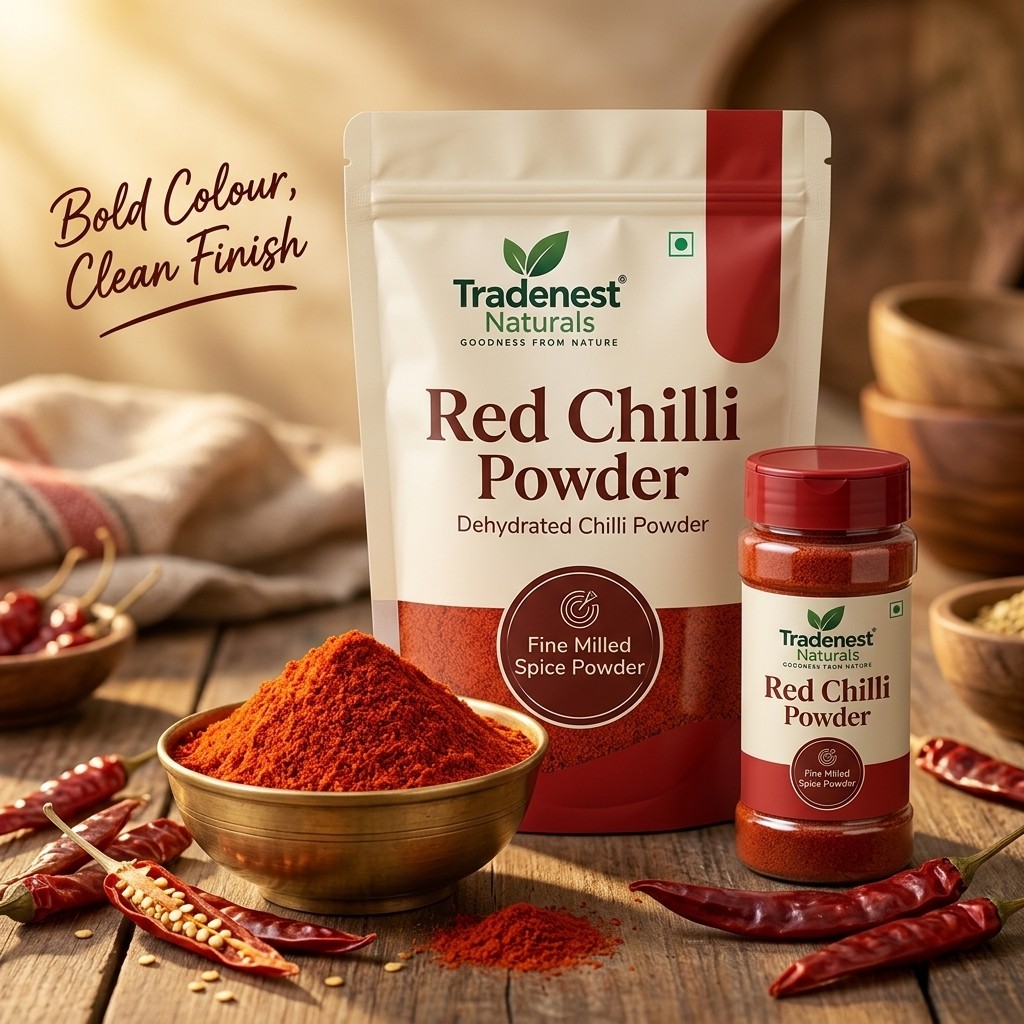 Bold Colour,
Clean Finish
Tradenest
Naturals
GOODNESS FROM NATURE
Red Chilli
Powder
Dehydrated Chilli Powder
Fine Milled
Spice Powder
Tradenest
Naturals
GOODNESS FROM NATURE
Red Chilli
Powder
Fine Milled
Spice Powder